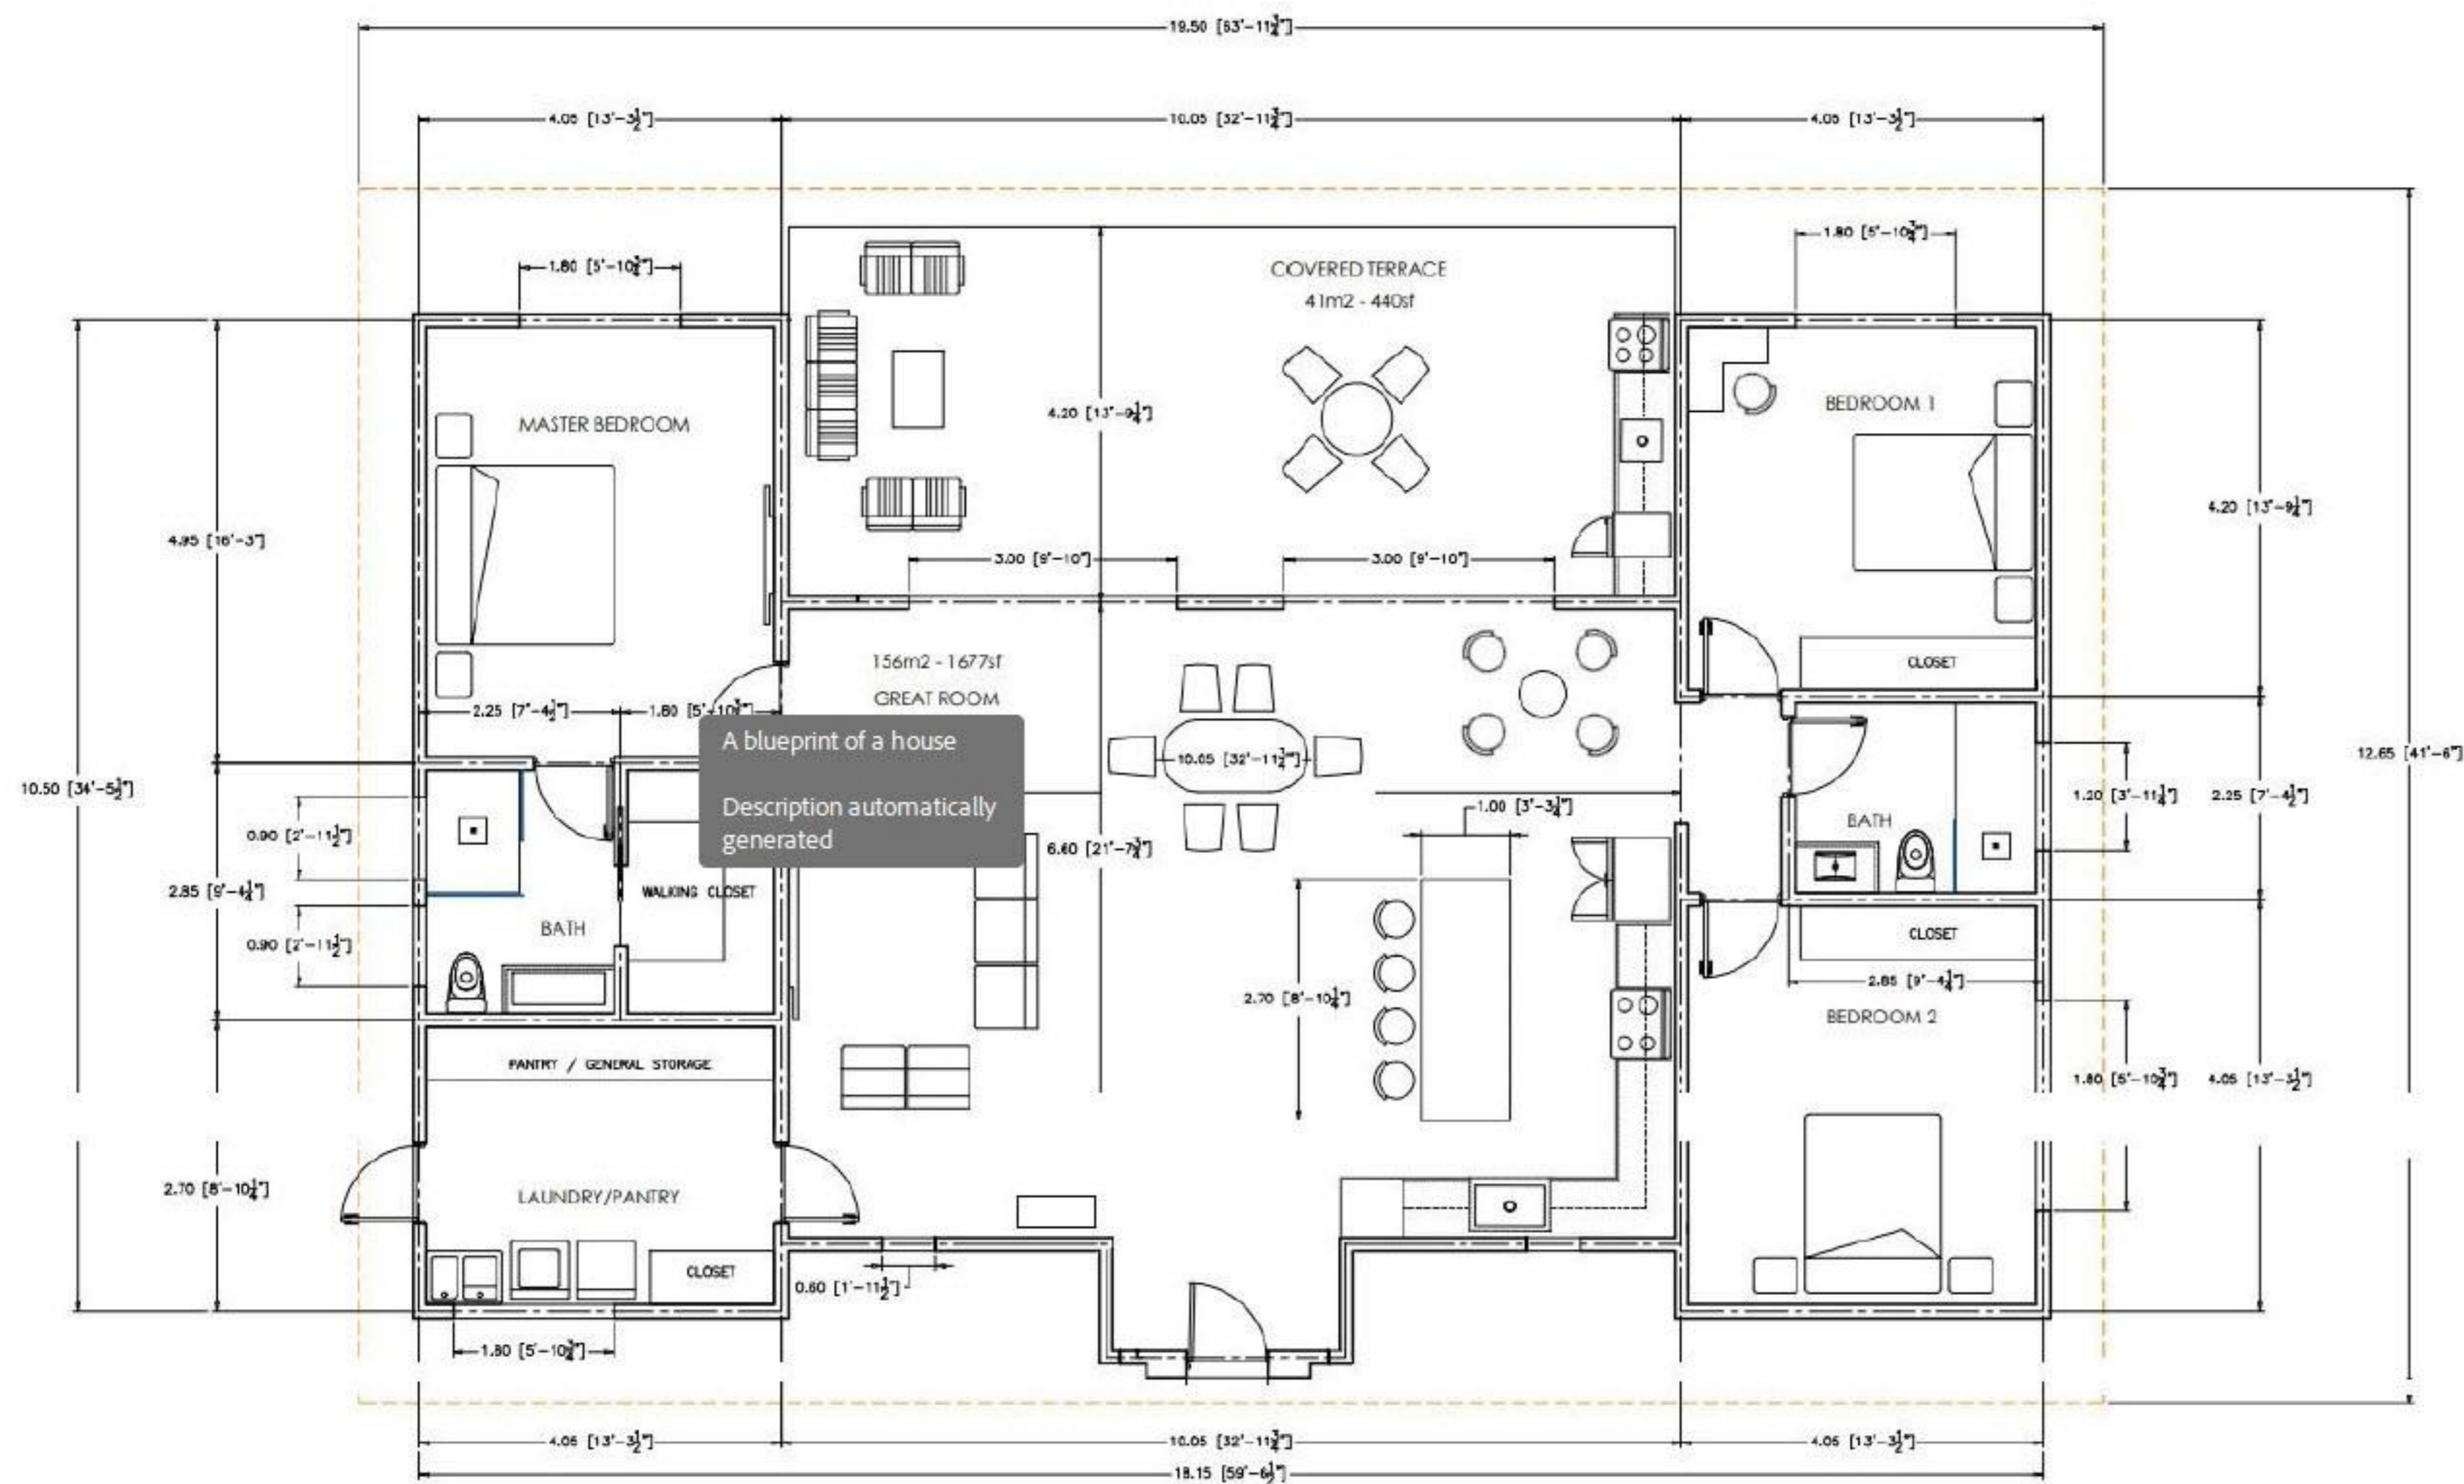 19.50 [63'-11¾"]
4.05 [13'-3½"]
10.05 [32'-11¾"]
4.05 [13'-3½"]
1.80 [5'-10¾"]
1.80 [5'-10¾"]
COVERED TERRACE
41m2 - 440sf
MASTER BEDROOM
4.20 [13'-9¼"]
BEDROOM 1
4.95 [16'-3"]
4.20 [13'-9¼"]
3.00 [9'-10"]
3.00 [9'-10"]
156m2 - 1677sf
GREAT ROOM
CLOSET
2.25 [7'-4½"]
1.80 [5'-10¾"]
A blueprint of a house
Description automatically
generated
10.05 [32'-11¾"]
12.65 [41'-6"]
10.50 [34'-5½"]
1.20 [3'-11¼"]
2.25 [7'-4½"]
1.00 [3'-3¼"]
BATH
0.90 [2'-11½"]
6.60 [21'-7¾"]
2.85 [9'-4¼"]
WALKING CLOSET
BATH
CLOSET
0.90 [2'-11½"]
2.85 [9'-4¼"]
2.70 [8'-10¼"]
BEDROOM 2
PANTRY / GENERAL STORAGE
1.80 [5'-10¾"]
4.05 [13'-3½"]
2.70 [8'-10¼"]
LAUNDRY/PANTRY
CLOSET
0.60 [1'-11½"]
1.80 [5'-10¾"]
4.05 [13'-3½"]
10.05 [32'-11¾"]
4.05 [13'-3½"]
18.15 [59'-6½"]